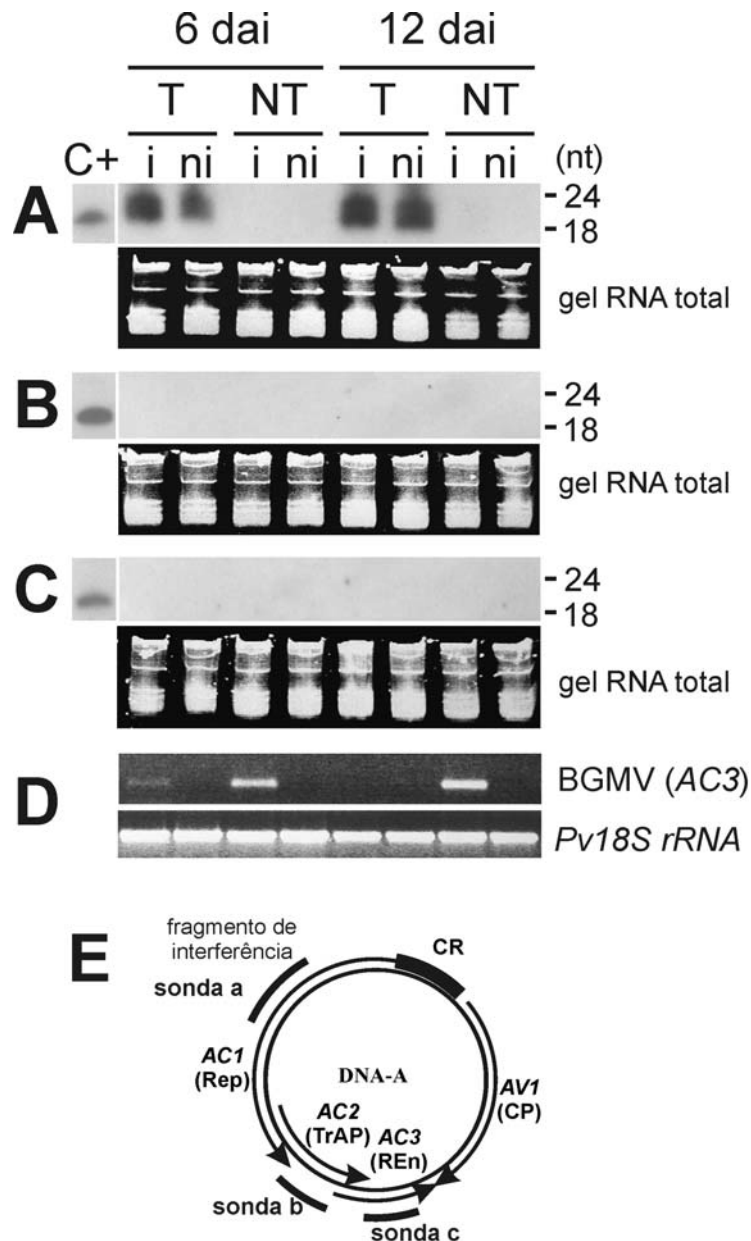 6 dai 12 dai
T NT T NT
C+ i ni i ni i ni i ni (nt)
A 24
18
gel RNA total
B 24
18
gel RNA total
C 24
18
gel RNA total
D BGMV (AC3)
Pv18S rRNA
E
fragmento de
interferência
sonda a
CR
AC1
(Rep)
DNA-A
AV1
(CP)
AC2
(TrAP)
AC3
(REn)
sonda b
sonda c